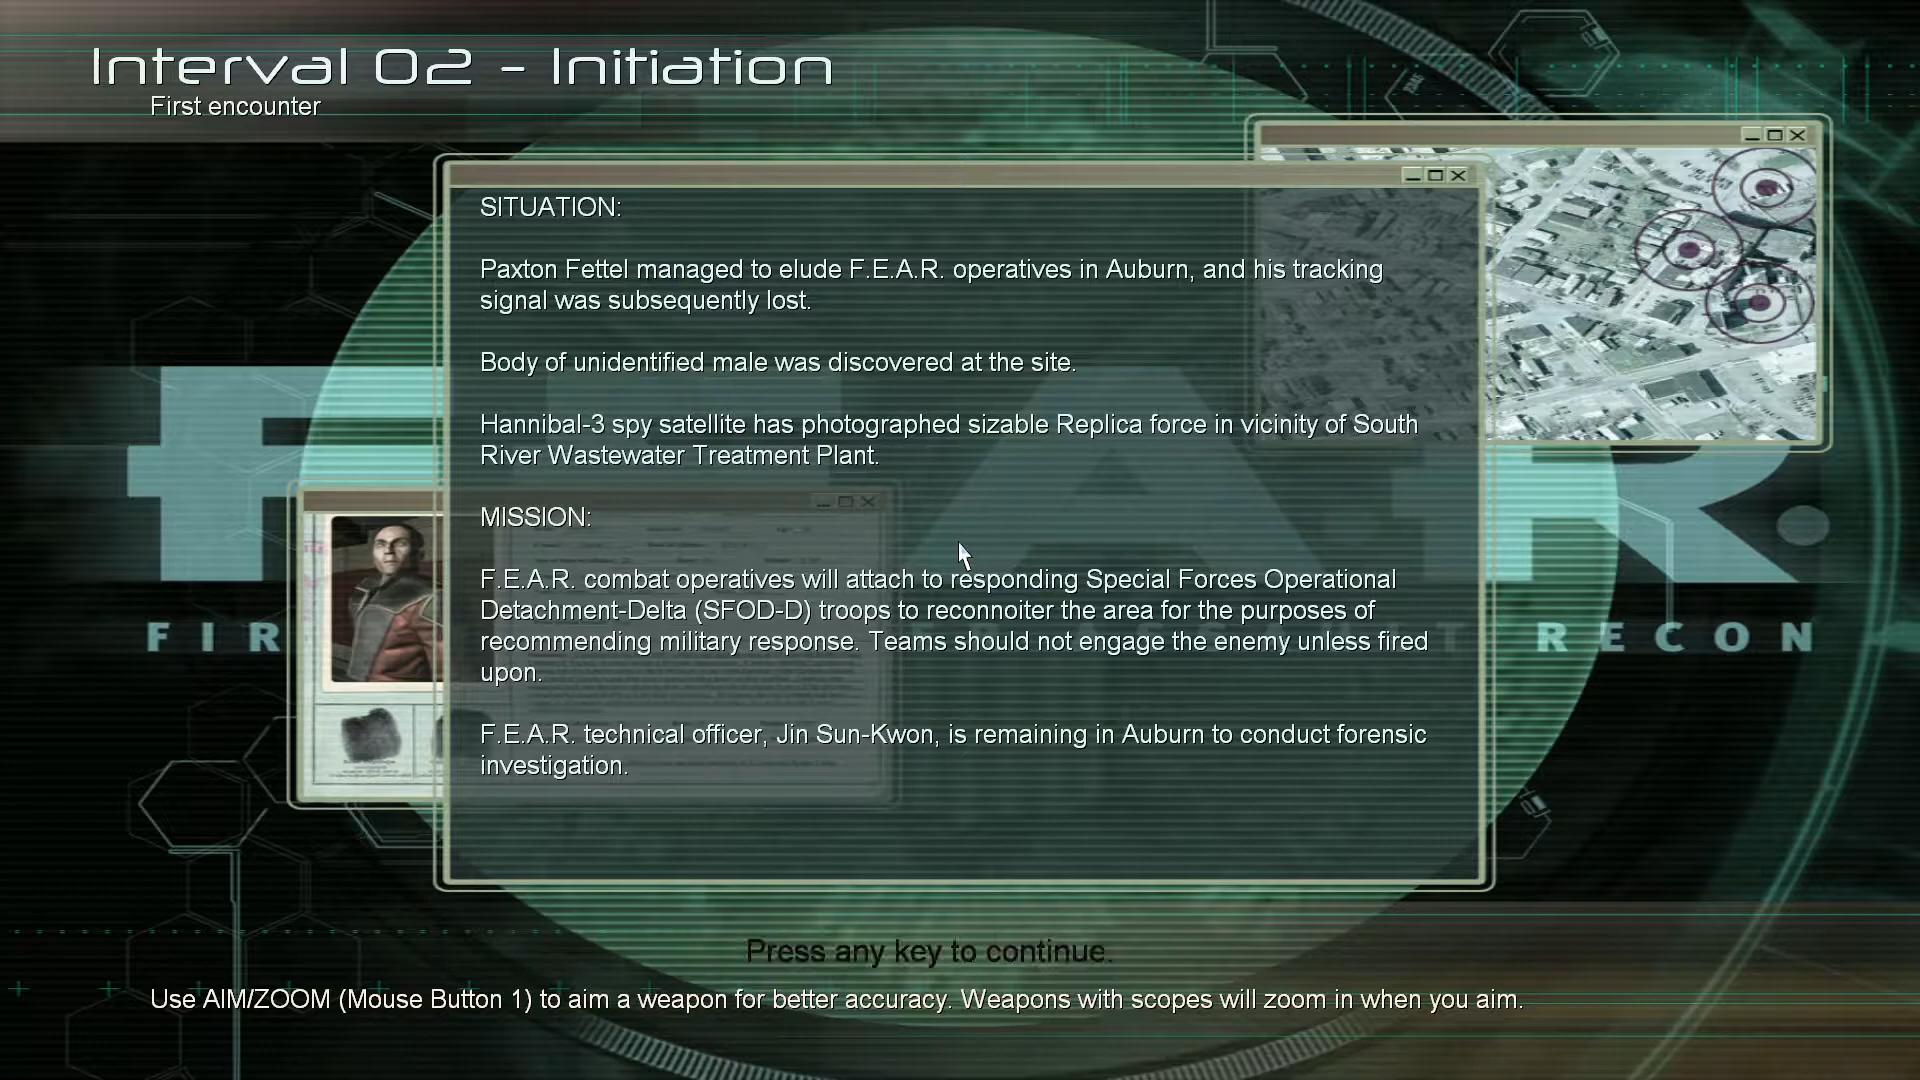 Interval 02 - Initiation
First encounter
SITUATION:
Paxton Fettel managed to elude F.E.A.R. operatives in Auburn, and his tracking
signal was subsequently lost.
Body of unidentified male was discovered at the site.
Hannibal-3 spy satellite has photographed sizable Replica force in vicinity of South
River Wastewater Treatment Plant.
MISSION:
F.E.A.R. combat operatives will attach to responding Special Forces Operational
Detachment-Delta (SFOD-D) troops to reconnoiter the area for the purposes of
recommending military response. Teams should not engage the enemy unless fired
upon.
F.E.A.R. technical officer, Jin Sun-Kwon, is remaining in Auburn to conduct forensic
investigation.
RECON
Press any key to continue.
Use AIM/ZOOM (Mouse Button 1) to aim a weapon for better accuracy. Weapons with scopes will zoom in when you aim.